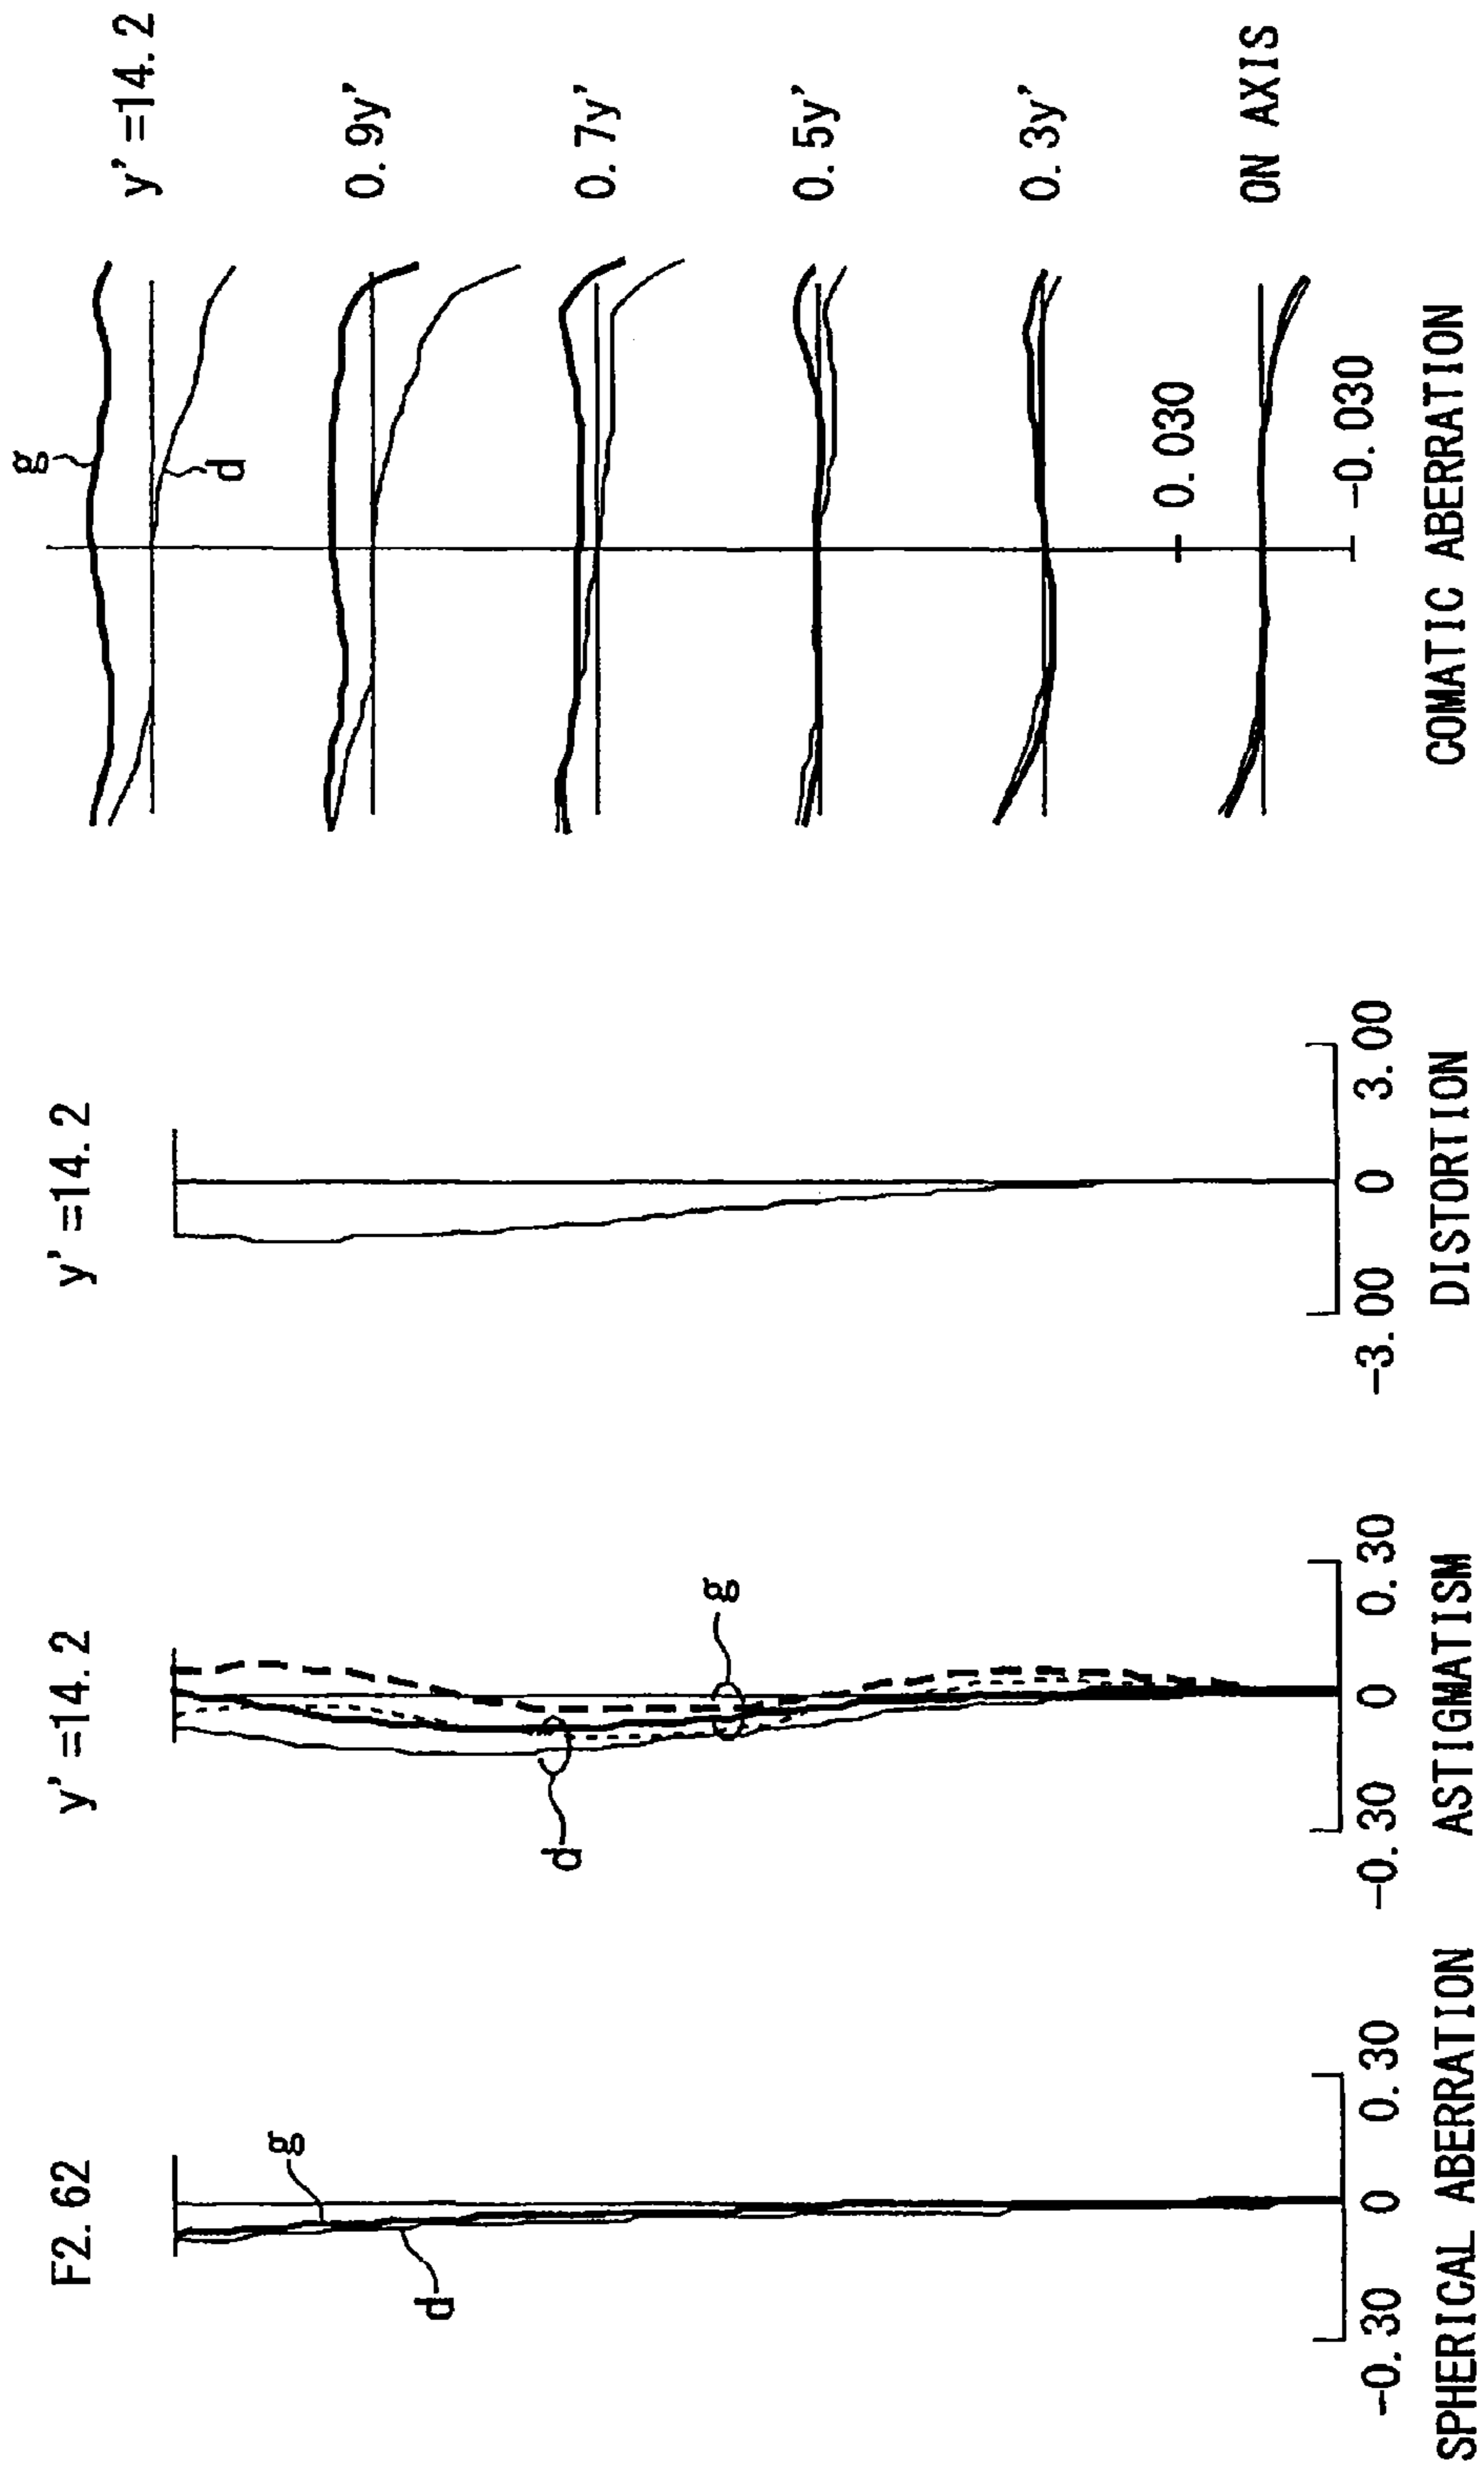 F2. 62
g
d
-0. 30 0 0. 30
SPHERICAL ABERRATION
y' =14. 2
g
d
-0. 30 0 0. 30
ASTIGMATISM
y' =14. 2
-3. 00 0 3. 00
DISTORTION
g
d
y' =14. 2
0. 9y'
0. 7y'
0. 5y'
0. 3y'
0. 030
ON AXIS
-0. 030
COMATIC ABERRATION